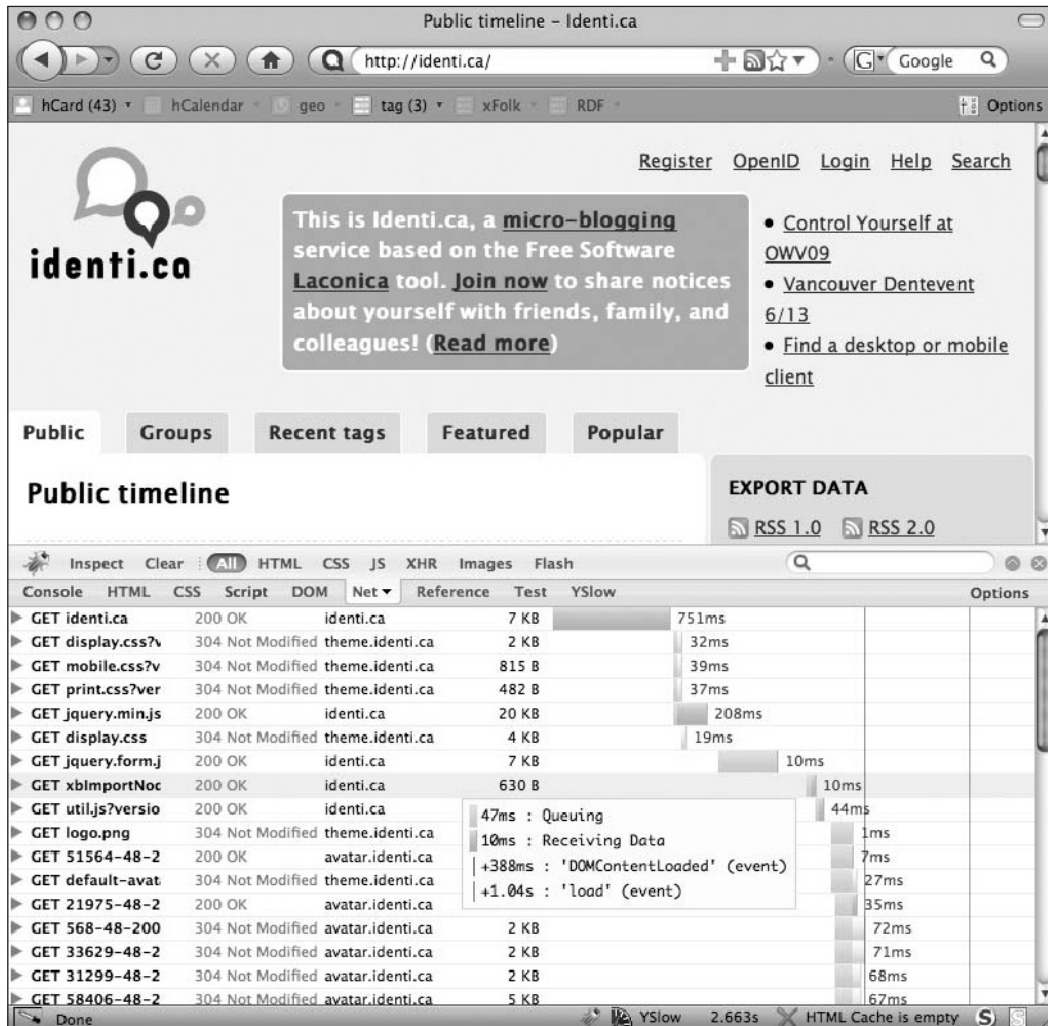 Public timeline – Identi.ca
http://identi.ca/
G Google
hCard (43) hCalendar geo tag (3) xFolk RDF Options
Register OpenID Login Help Search
identi.ca
This is Identi.ca, a micro-blogging
service based on the Free Software
Laconica tool. Join now to share notices
about yourself with friends, family, and
colleagues! (Read more)
• Control Yourself at
OWV09
• Vancouver Dentevent
6/13
• Find a desktop or mobile
client
Public Groups Recent tags Featured Popular
Public timeline
EXPORT DATA
RSS 1.0 RSS 2.0
Inspect Clear All HTML CSS JS XHR Images Flash
Console HTML CSS Script DOM Net Reference Test YSlow Options
GET identi.ca 200 OK identi.ca 7 KB 751ms
GET display.css?v 304 Not Modified theme.identi.ca 2 KB 32ms
GET mobile.css?v 304 Not Modified theme.identi.ca 815 B 39ms
GET print.css?ver 304 Not Modified theme.identi.ca 482 B 37ms
GET jquery.min.js 200 OK identi.ca 20 KB 208ms
GET display.css 304 Not Modified theme.identi.ca 4 KB 19ms
GET jquery.form.j 200 OK identi.ca 7 KB 10ms
GET xbImportNoc 200 OK identi.ca 630 B 10ms
GET util.js?versio 200 OK identi.ca 44ms
GET logo.png 304 Not Modified theme.identi.ca 1ms
GET 51564-48-2 200 OK avatar.identi.ca 7ms
GET default-avat 304 Not Modified theme.identi.ca 27ms
GET 21975-48-2 200 OK avatar.identi.ca 35ms
47ms : Queuing
10ms : Receiving Data
+388ms : 'DOMContentLoaded' (event)
+1.04s : 'load' (event)
GET 568-48-200 304 Not Modified avatar.identi.ca 2 KB 72ms
GET 33629-48-2 304 Not Modified avatar.identi.ca 2 KB 71ms
GET 31299-48-2 304 Not Modified avatar.identi.ca 2 KB 68ms
GET 58406-48-2 304 Not Modified avatar.identi.ca 5 KB 67ms
Done YSlow 2.663s HTML Cache is empty S S